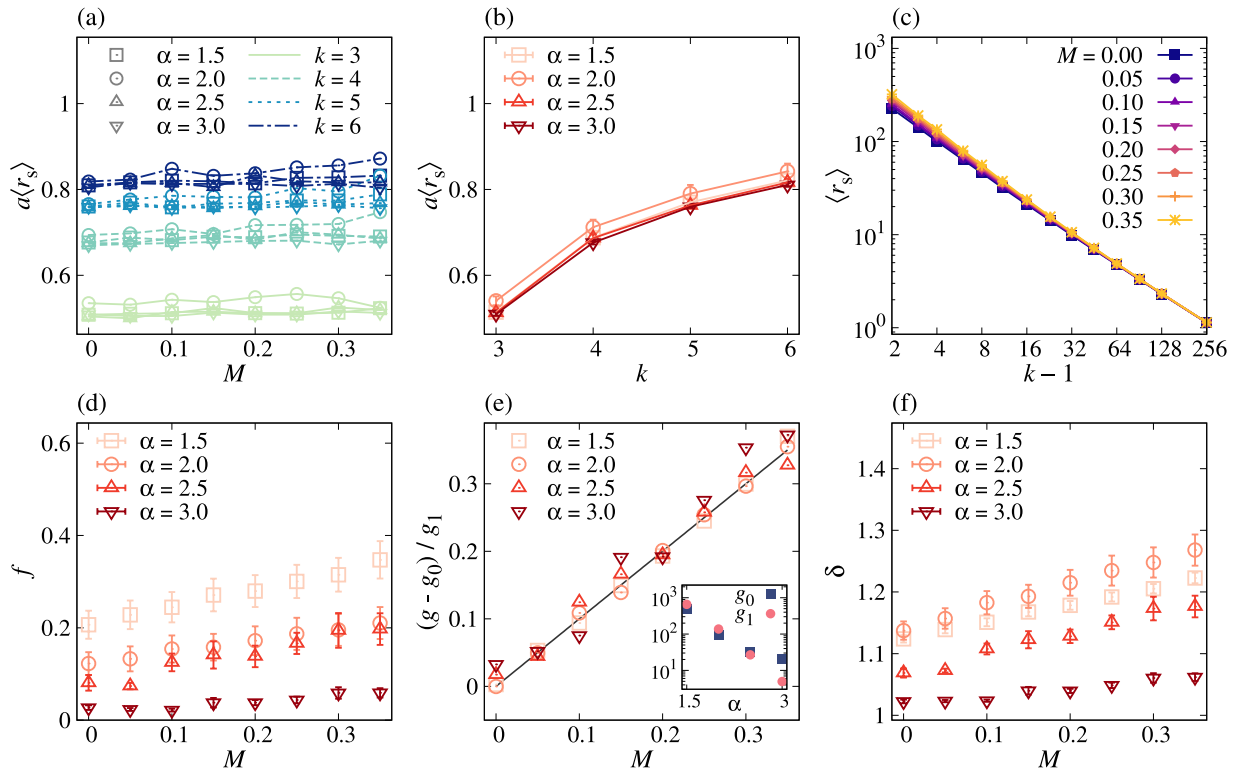 (a)
α = 1.5 k = 3
α = 2.0 k = 4
α = 2.5 k = 5
α = 3.0 k = 6
1
0.8
0.6
a⟨rs⟩
0 0.1 0.2 0.3
M
(b)
α = 1.5
α = 2.0
α = 2.5
α = 3.0
1
0.8
0.6
a⟨rs⟩
3 4 5 6
k
(c)
M = 0.00
0.05
0.10
0.15
0.20
0.25
0.30
0.35
10³
10²
10¹
10⁰
⟨rs⟩
2 4 8 16 32 64 128 256
k − 1
(d)
α = 1.5
α = 2.0
α = 2.5
α = 3.0
0.6
0.4
0.2
0
f
0 0.1 0.2 0.3
M
(e)
α = 1.5
α = 2.0
α = 2.5
α = 3.0
0.3
0.2
0.1
0
(g - g0) / g1
0 0.1 0.2 0.3
M
g0
g1
10³
10²
10¹
1.5 3
α
(f)
α = 1.5
α = 2.0
α = 2.5
α = 3.0
1.4
1.3
1.2
1.1
1
δ
0 0.1 0.2 0.3
M